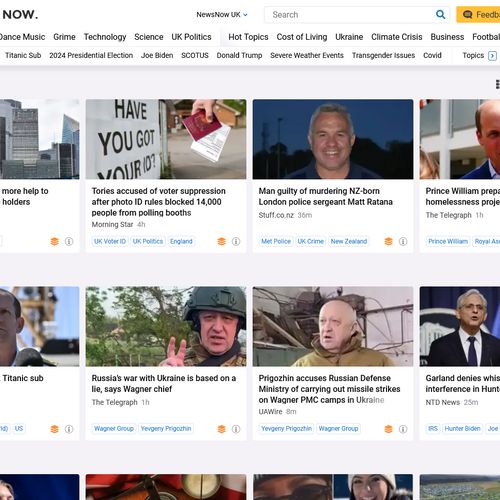 NOW.
NewsNow UK
Search
Feedb
Dance Music Grime Technology Science UK Politics Hot Topics Cost of Living Ukraine Climate Crisis Business Footbal
Titanic Sub 2024 Presidential Election Joe Biden SCOTUS Donald Trump Severe Weather Events Transgender Issues Covid Topics
HAVE
YOU GOT
YOUR ID?
more help to
holders
Tories accused of voter suppression
after photo ID rules blocked 14,000
people from polling booths
Morning Star 4h
UK Voter ID UK Politics England
Man guilty of murdering NZ-born
London police sergeant Matt Ratana
Stuff.co.nz 36m
Met Police UK Crime New Zealand
Prince William prepa
homelessness proje
The Telegraph 1h
Prince William Royal Asc
Titanic sub
rld) US
Russia's war with Ukraine is based on a
lie, says Wagner chief
The Telegraph 1h
Wagner Group Yevgeny Prigozhin
Prigozhin accuses Russian Defense
Ministry of carrying out missile strikes
on Wagner PMC camps in Ukraine
UAWire 8m
Yevgeny Prigozhin Wagner Group
Garland denies whis
interference in Hunt
NTD News 25m
IRS Hunter Biden Joe